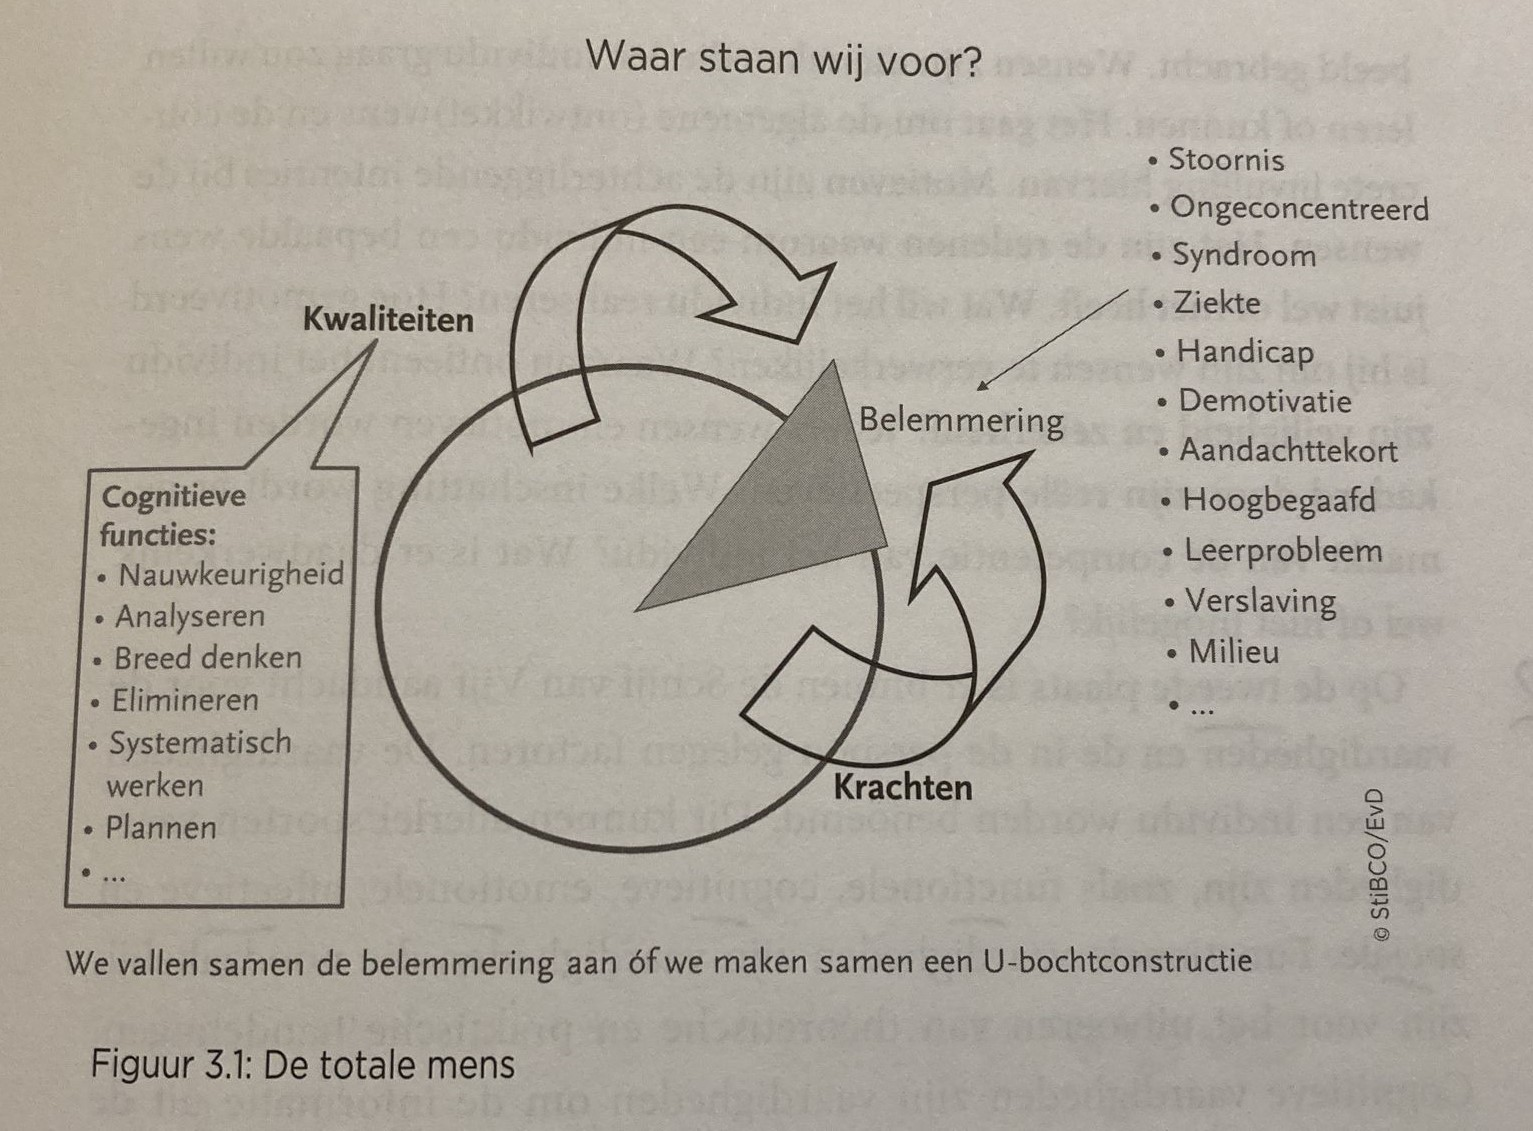 Waar staan wij voor?
Kwaliteiten
Cognitieve
functies:
• Nauwkeurigheid
• Analyseren
• Breed denken
• Elimineren
• Systematisch
werken
• Plannen
• ...
Belemmering
Krachten
• Stoornis
• Ongeconcentreerd
• Syndroom
• Ziekte
• Handicap
• Demotivatie
• Aandachttekort
• Hoogbegaafd
• Leerprobleem
• Verslaving
• Milieu
• ...
© StiBCO/EvD
We vallen samen de belemmering aan óf we maken samen een U-bochtconstructie
Figuur 3.1: De totale mens